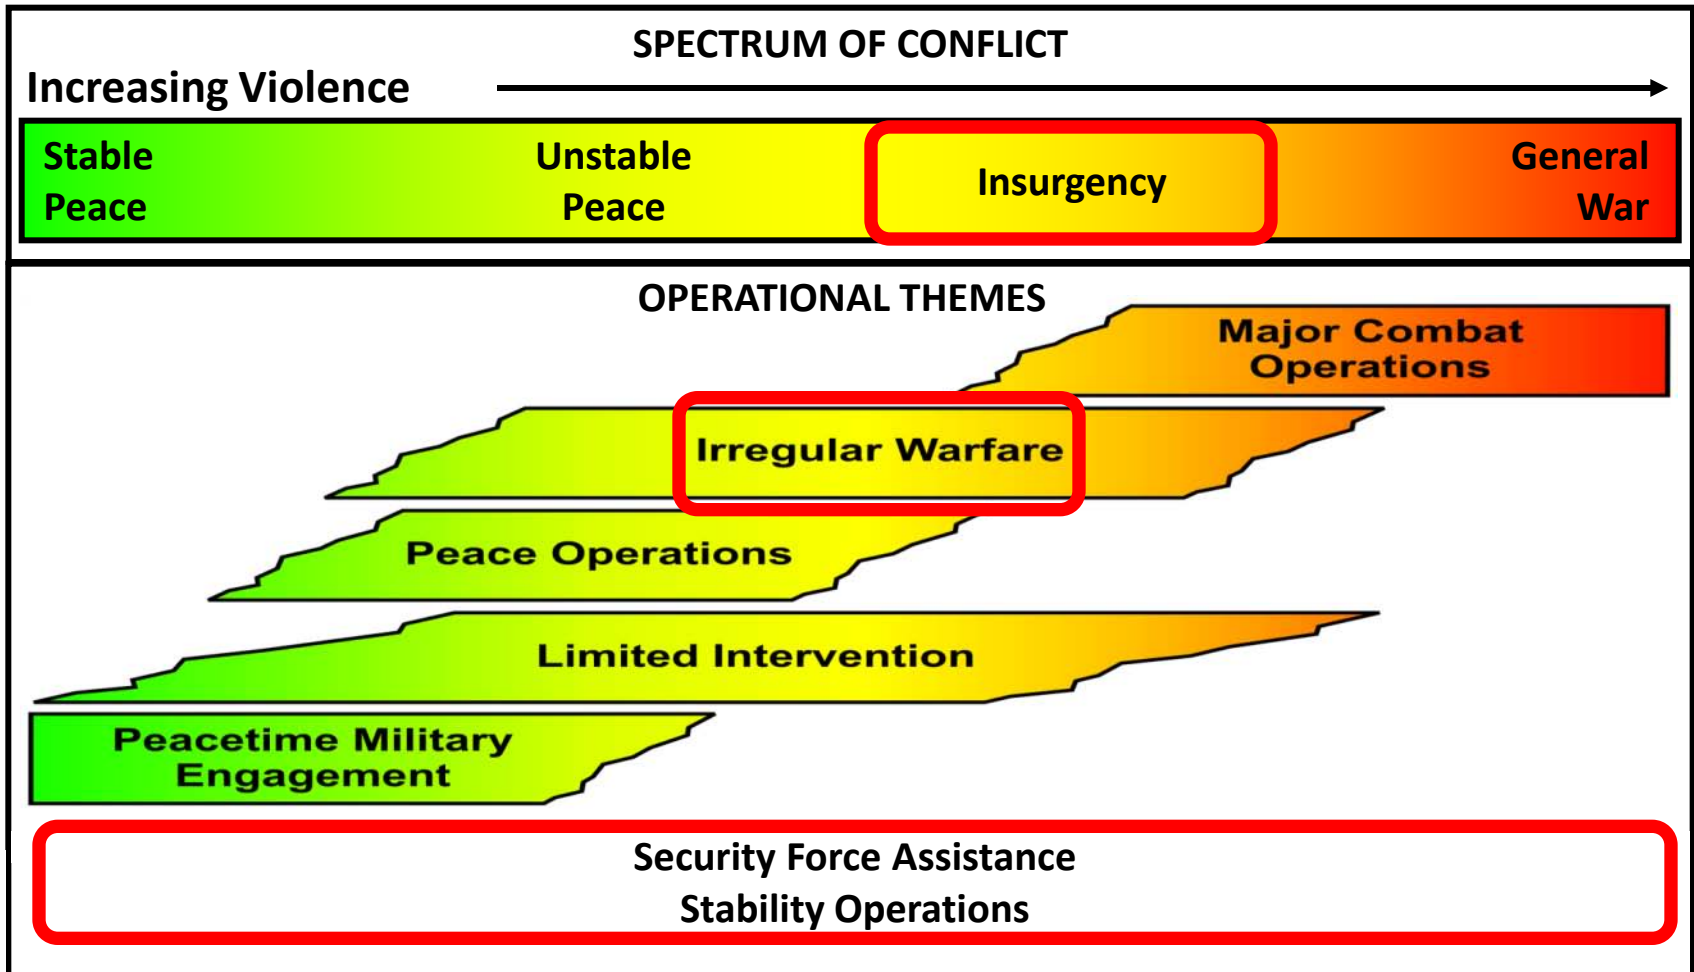 SPECTRUM OF CONFLICT
Increasing Violence
Stable
Peace
Unstable
Peace
Insurgency
General
War
OPERATIONAL THEMES
Major Combat
Operations
Irregular Warfare
Peace Operations
Limited Intervention
Peacetime Military
Engagement
Security Force Assistance
Stability Operations